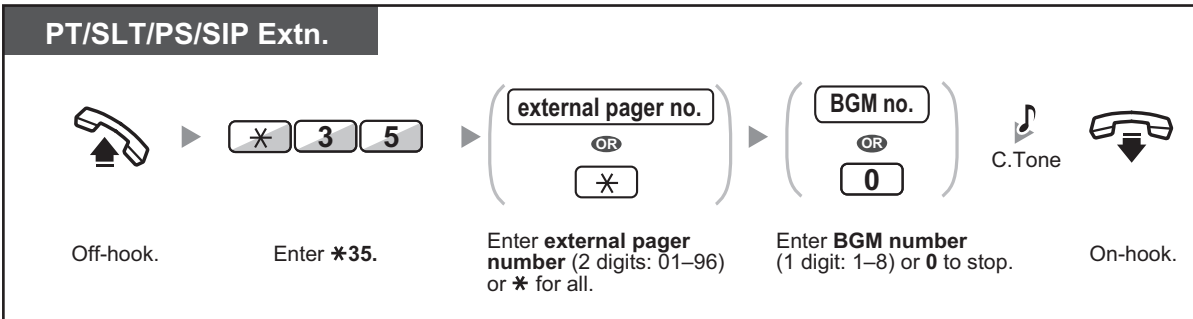 PT/SLT/PS/SIP Extn.
✳ 3 5
external pager no.
OR
✳
BGM no.
OR
0
C.Tone
Off-hook.
Enter ✳35.
Enter external pager
number (2 digits: 01–96)
or ✳ for all.
Enter BGM number
(1 digit: 1–8) or 0 to stop.
On-hook.